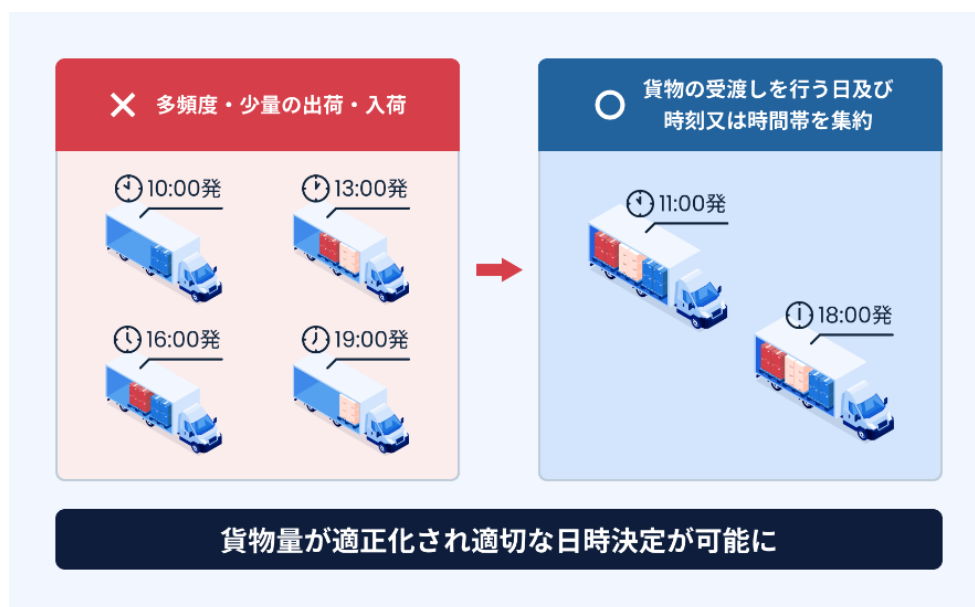 × 多頻度・少量の出荷・入荷
10:00発
13:00発
16:00発
19:00発
○ 貨物の受渡しを行う日及び
時刻又は時間帯を集約
11:00発
18:00発
貨物量が適正化され適切な日時決定が可能に